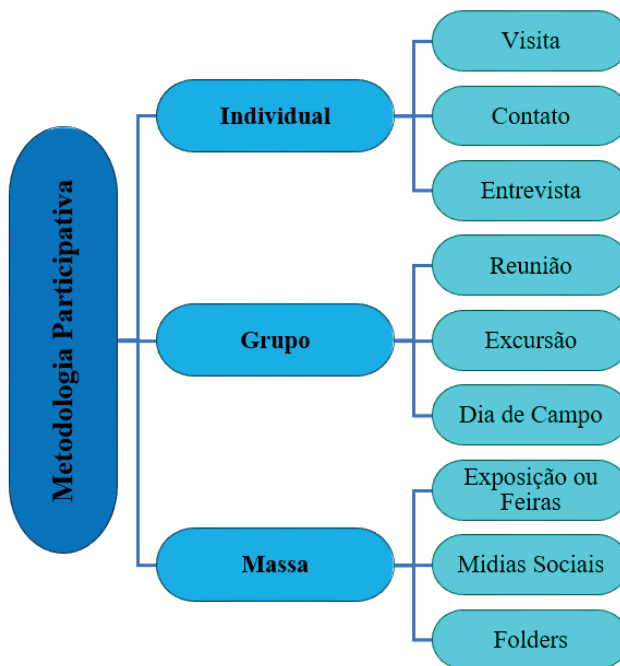 Metodologia Participativa
Individual
Visita
Contato
Entrevista
Grupo
Reunião
Excursão
Dia de Campo
Massa
Exposição ou
Feiras
Midias Sociais
Folders